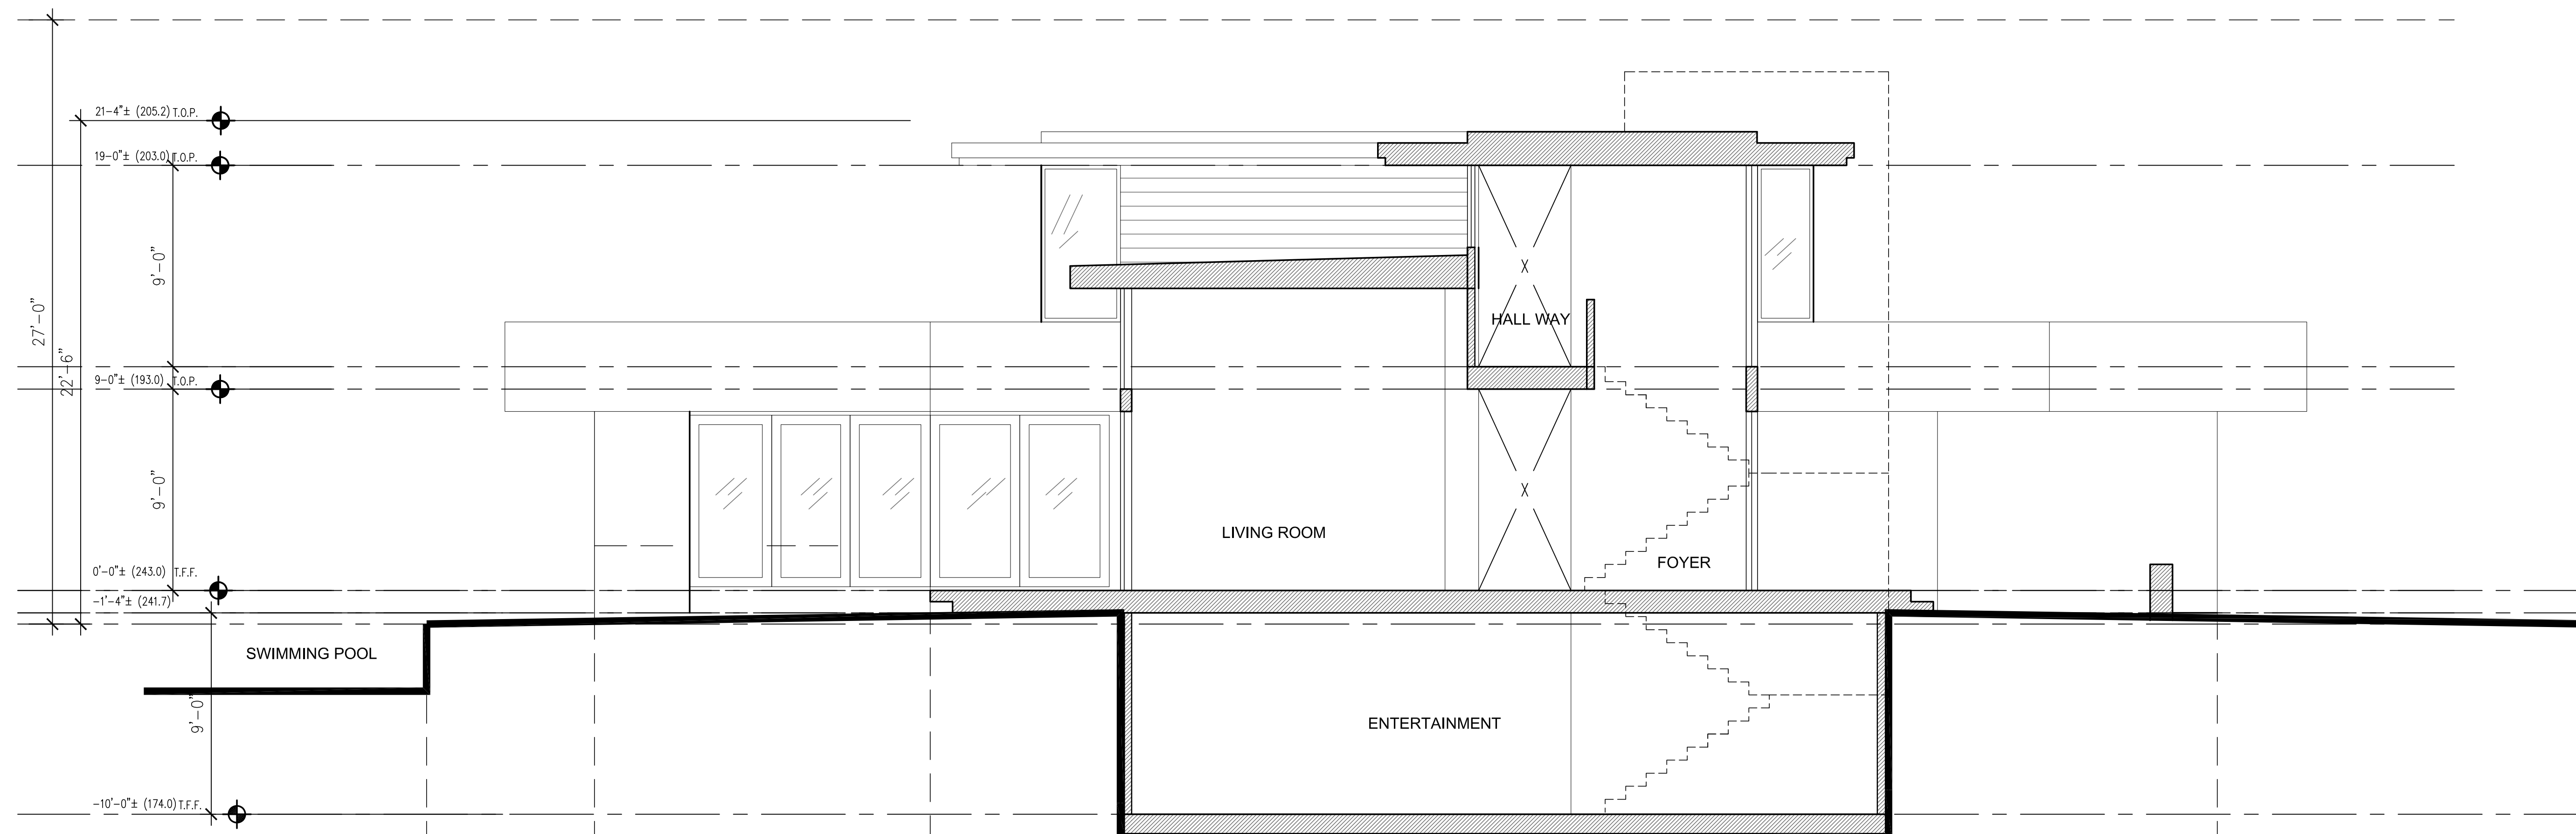 21-4"± (205.2) T.O.P.
19-0"± (203.0) T.O.P.
9'-0"
27'-0"
22'-6"
HALL WAY
X
9-0"± (193.0) T.O.P.
9'-0"
X
LIVING ROOM
FOYER
0'-0"± (243.0) T.F.F.
-1'-4"± (241.7)
SWIMMING POOL
9'-0"
ENTERTAINMENT
-10'-0"± (174.0) T.F.F.